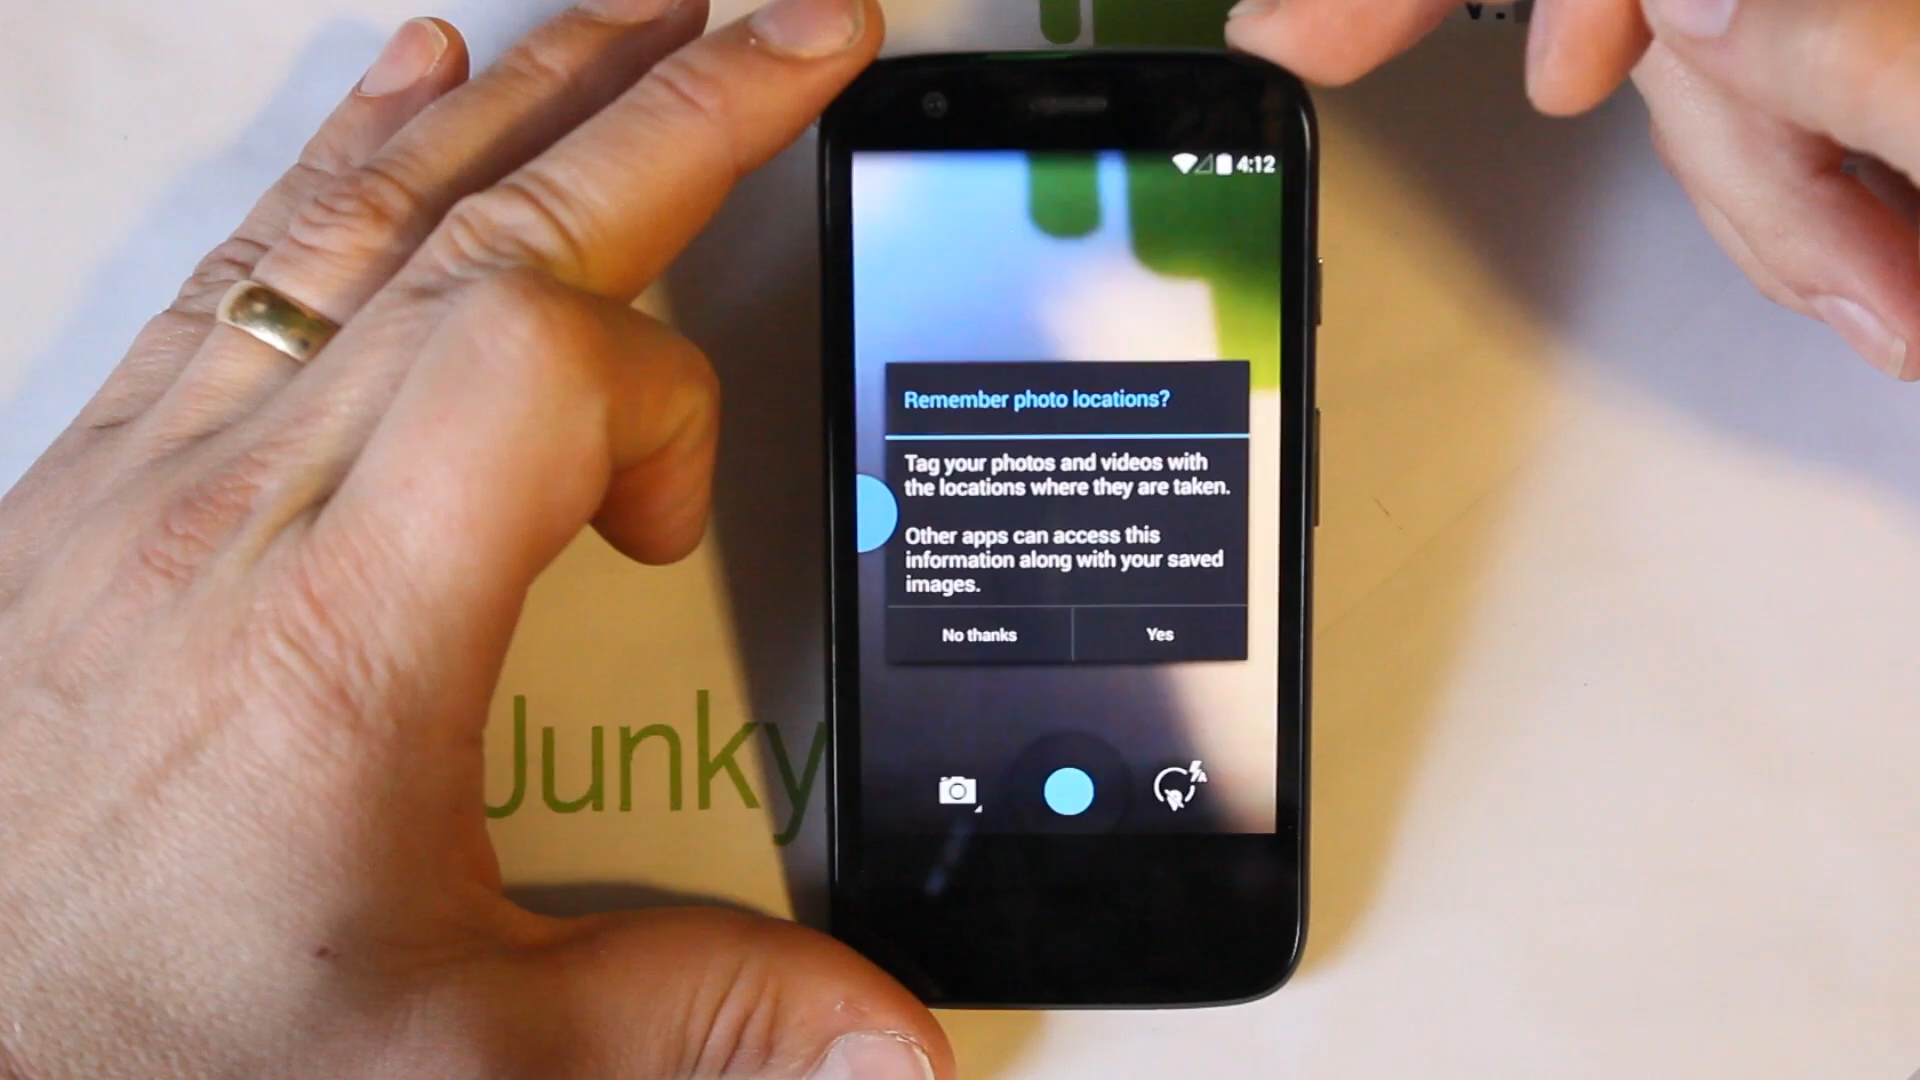 4:12
Remember photo locations?
Tag your photos and videos with
the locations where they are taken.
Other apps can access this
information along with your saved
images.
No thanks
Yes
Junky